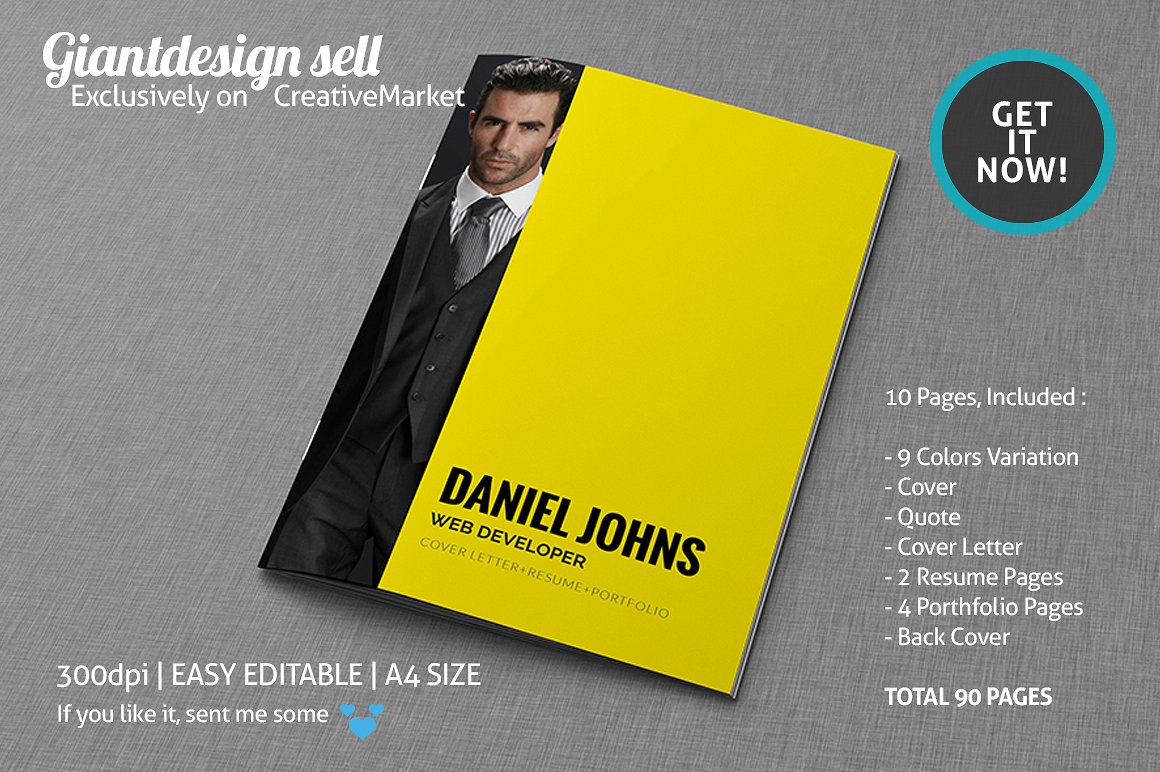 Giantdesign sell
Exclusively on CreativeMarket
GET
IT
NOW!
DANIEL JOHNS
WEB DEVELOPER
COVER LETTER+RESUME+PORTFOLIO
10 Pages, Included :
- 9 Colors Variation
- Cover
- Quote
- Cover Letter
- 2 Resume Pages
- 4 Porthfolio Pages
- Back Cover
TOTAL 90 PAGES
300dpi | EASY EDITABLE | A4 SIZE
If you like it, sent me some